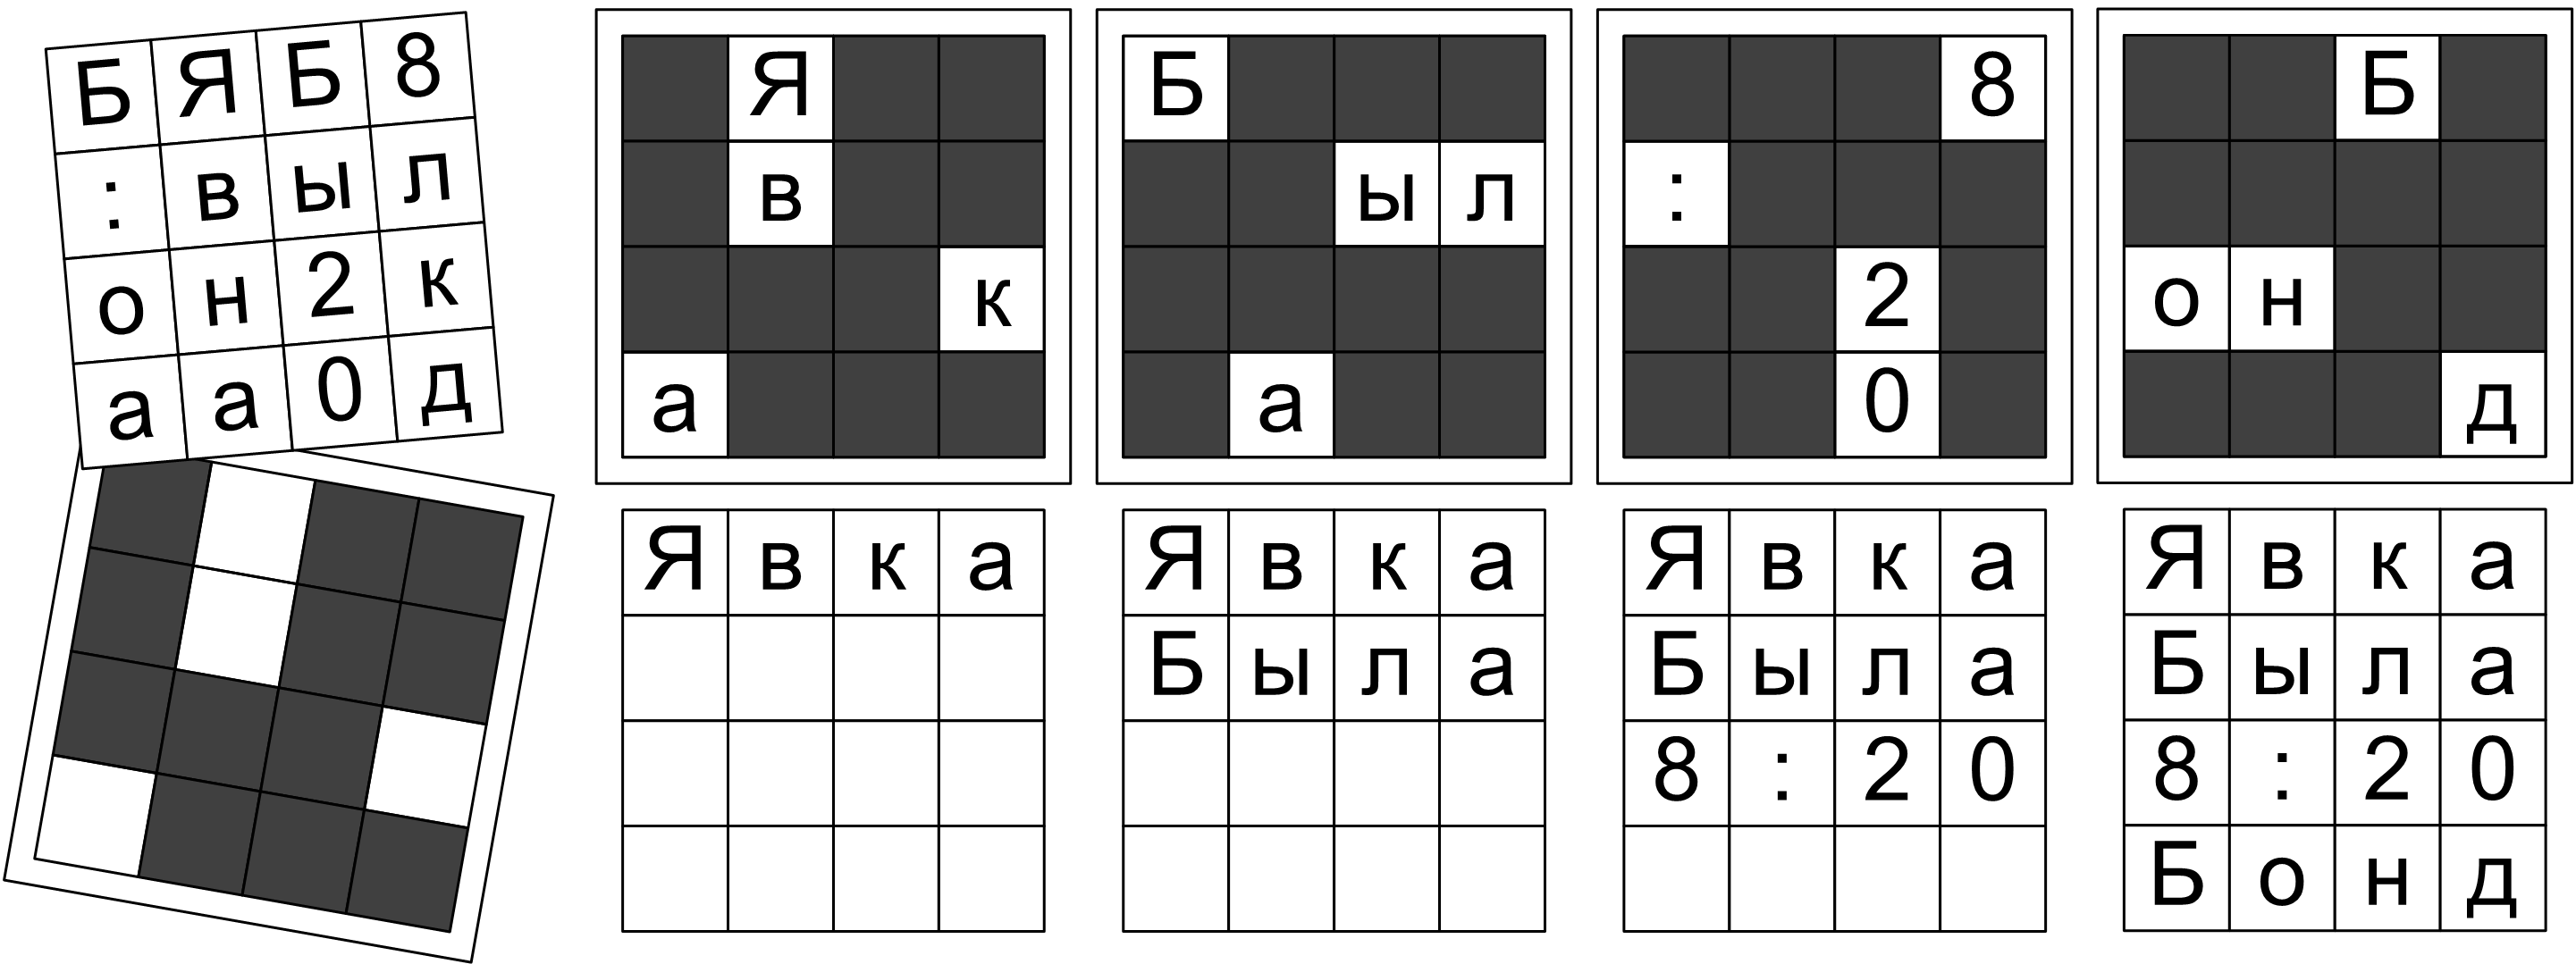 Б Я Б 8
: в ы л
о н 2 к
а а 0 д
Я
в
к
а
Б
ы л
а
8
:
2
0
Б
о н
д
Я в к а
Я в к а
Б ы л а
Я в к а
Б ы л а
8 : 2 0
Я в к а
Б ы л а
8 : 2 0
Б о н д